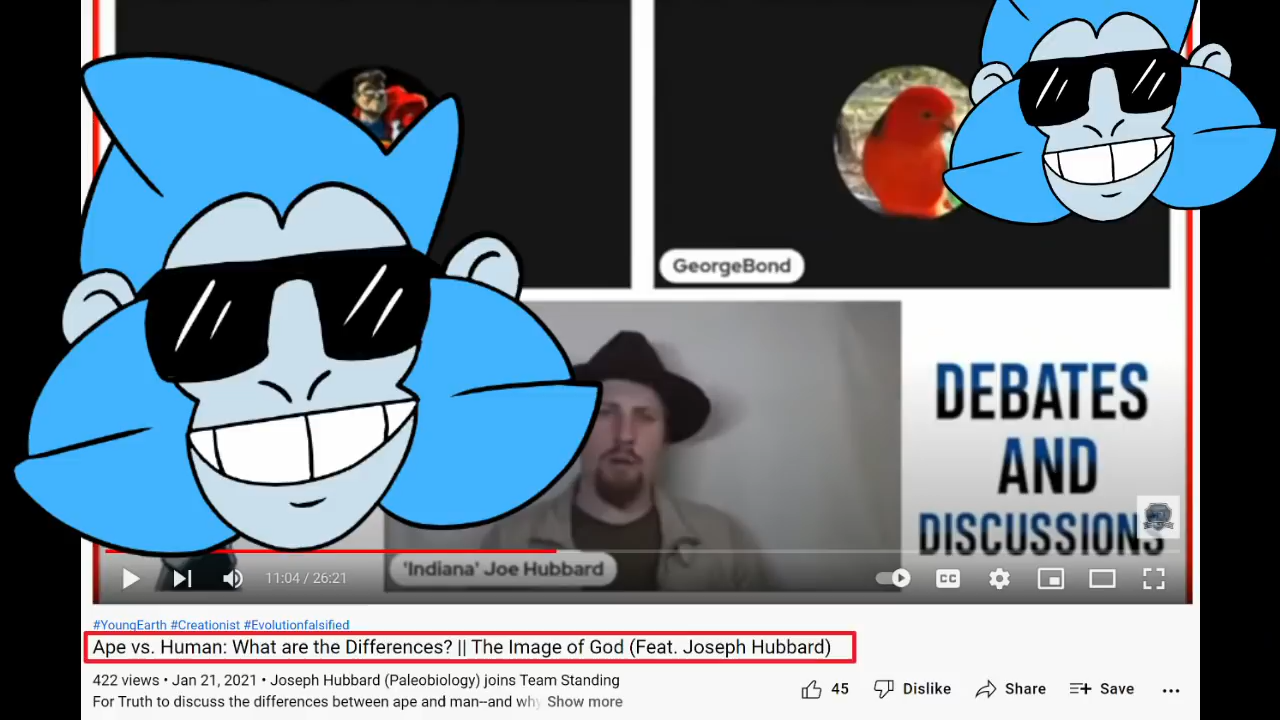 GeorgeBond
DEBATES
AND
DISCUSSIONS
'Indiana' Joe Hubbard
11:04 / 26:21
CC
#YoungEarth #Creationist #Evolutionfalsified
Ape vs. Human: What are the Differences? || The Image of God (Feat. Joseph Hubbard)
422 views • Jan 21, 2021 • Joseph Hubbard (Paleobiology) joins Team Standing
For Truth to discuss the differences between ape and man--and why Show more
45 Dislike Share Save